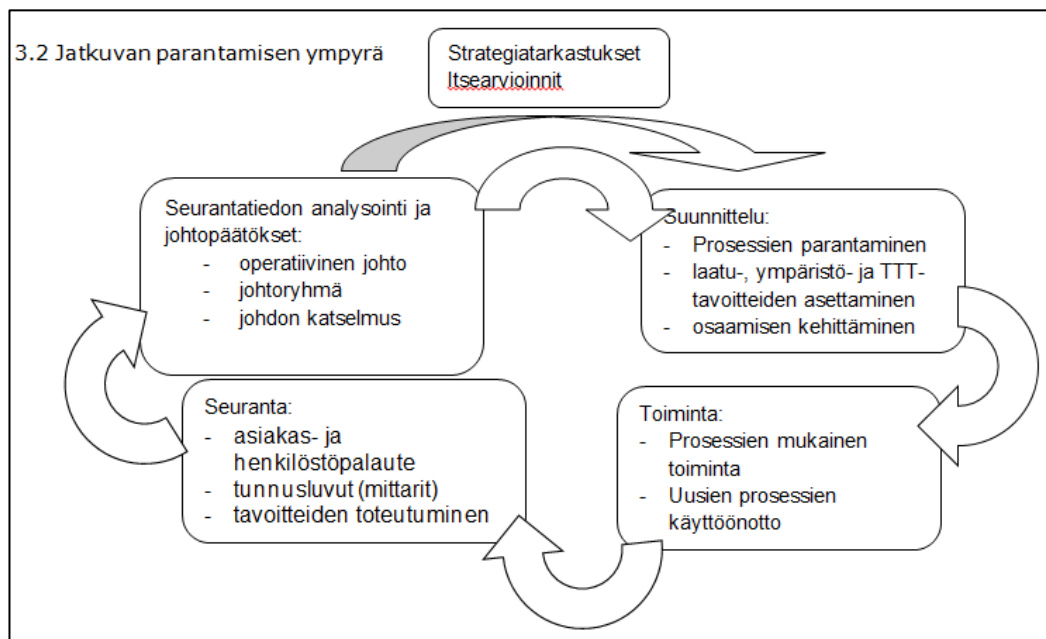 3.2 Jatkuvan parantamisen ympyrä
Strategiatarkastukset
Itsearvioinnit
Seurantatiedon analysointi ja
johtopäätökset:
- operatiivinen johto
- johtoryhmä
- johdon katselmus
Suunnittelu:
- Prosessien parantaminen
- laatu-, ympäristö- ja TTT-
tavoitteiden asettaminen
- osaamisen kehittäminen
Toiminta:
- Prosessien mukainen
toiminta
- Uusien prosessien
käyttöönotto
Seuranta:
- asiakas- ja
henkilöstöpalaute
- tunnusluvut (mittarit)
- tavoitteiden toteutuminen